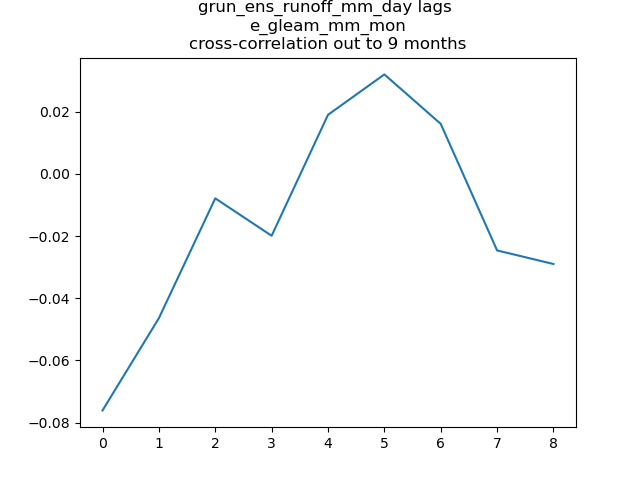 grun_ens_runoff_mm_day lags
e_gleam_mm_mon
cross-correlation out to 9 months
0.02
0.00
−0.02
−0.04
−0.06
−0.08
0 1 2 3 4 5 6 7 8